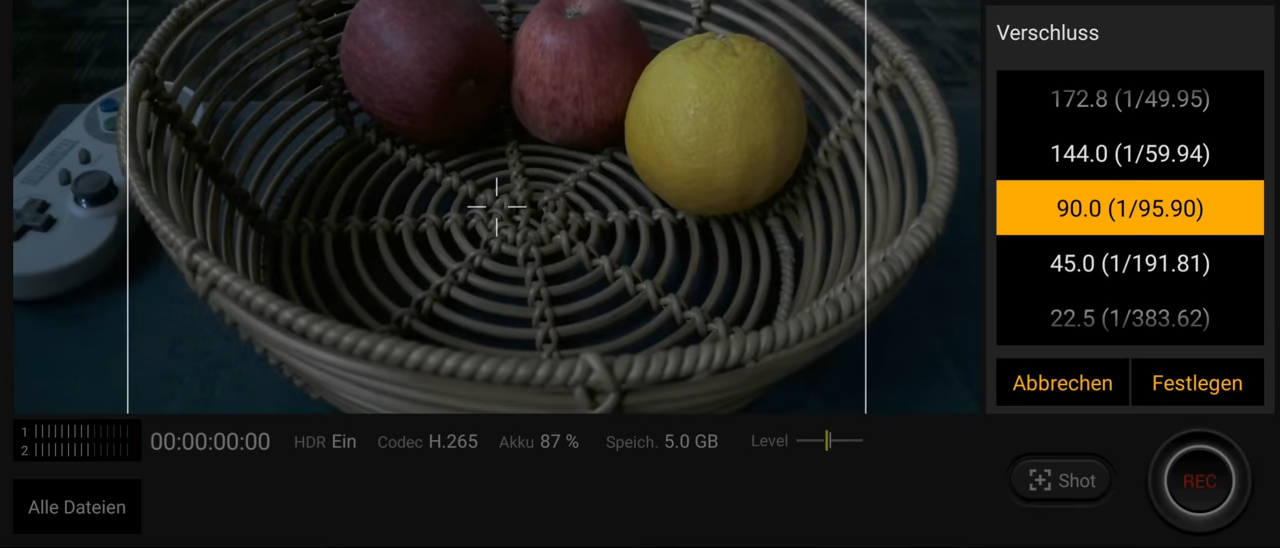 Verschluss
172.8 (1/49.95)
144.0 (1/59.94)
90.0 (1/95.90)
45.0 (1/191.81)
22.5 (1/383.62)
Abbrechen Festlegen
1
2
00:00:00:00 HDR Ein Codec H.265 Akku 87 % Speich. 5.0 GB Level
Shot REC
Alle Dateien